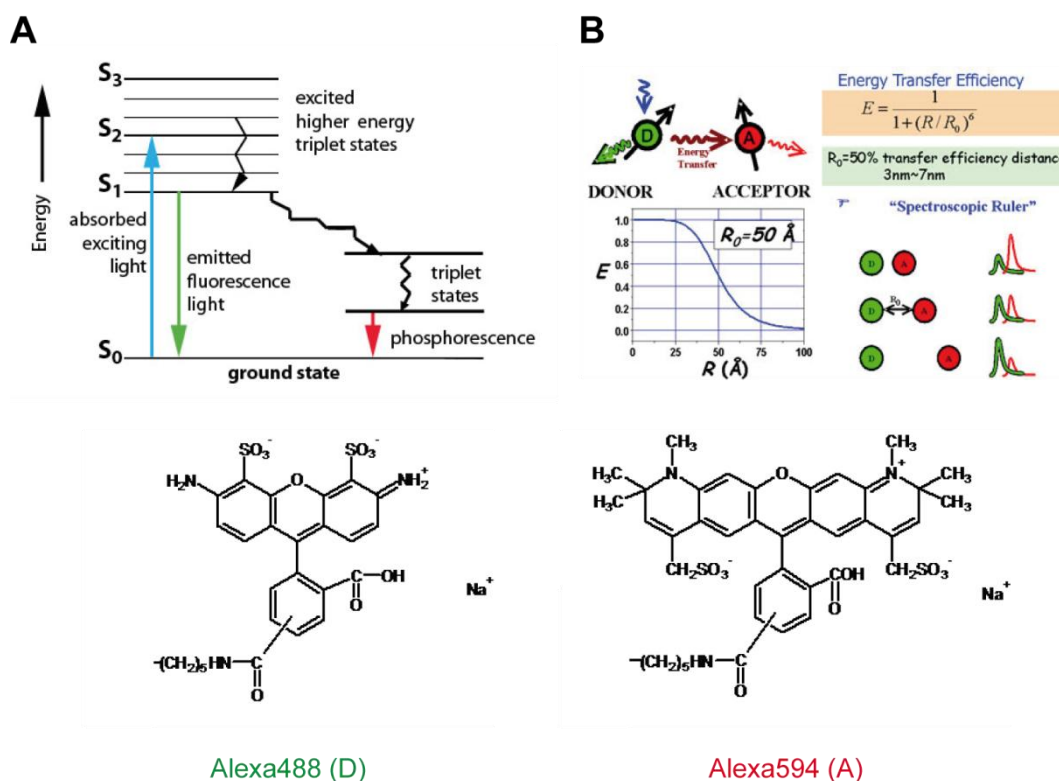 A
S3
S2
S1
S0
Energy
excited
higher energy
triplet states
absorbed
exciting
light
emitted
fluorescence
light
triplet
states
phosphorescence
ground state
B
D
A
Energy
Transfer
DONOR
ACCEPTOR
Energy Transfer Efficiency
E = 1 / 1 + (R / R0)^6
R0=50% transfer efficiency distance
3nm~7nm
"Spectroscopic Ruler"
R0=50 Å
E
1.0
0.8
0.6
0.4
0.2
0.0
0 25 50 75 100
R (Å)
D A
D R0 A
D A
SO3-
SO3-
H2N
O
NH2+
C
OH
O
Na+
-(CH2)5HN
C
O
CH3
CH3
H3C
H3C
N
O
N+
CH3
CH3
CH2SO3-
CH2SO3-
COH
O
Na+
-(CH2)5HN
C
O
Alexa488 (D)
Alexa594 (A)